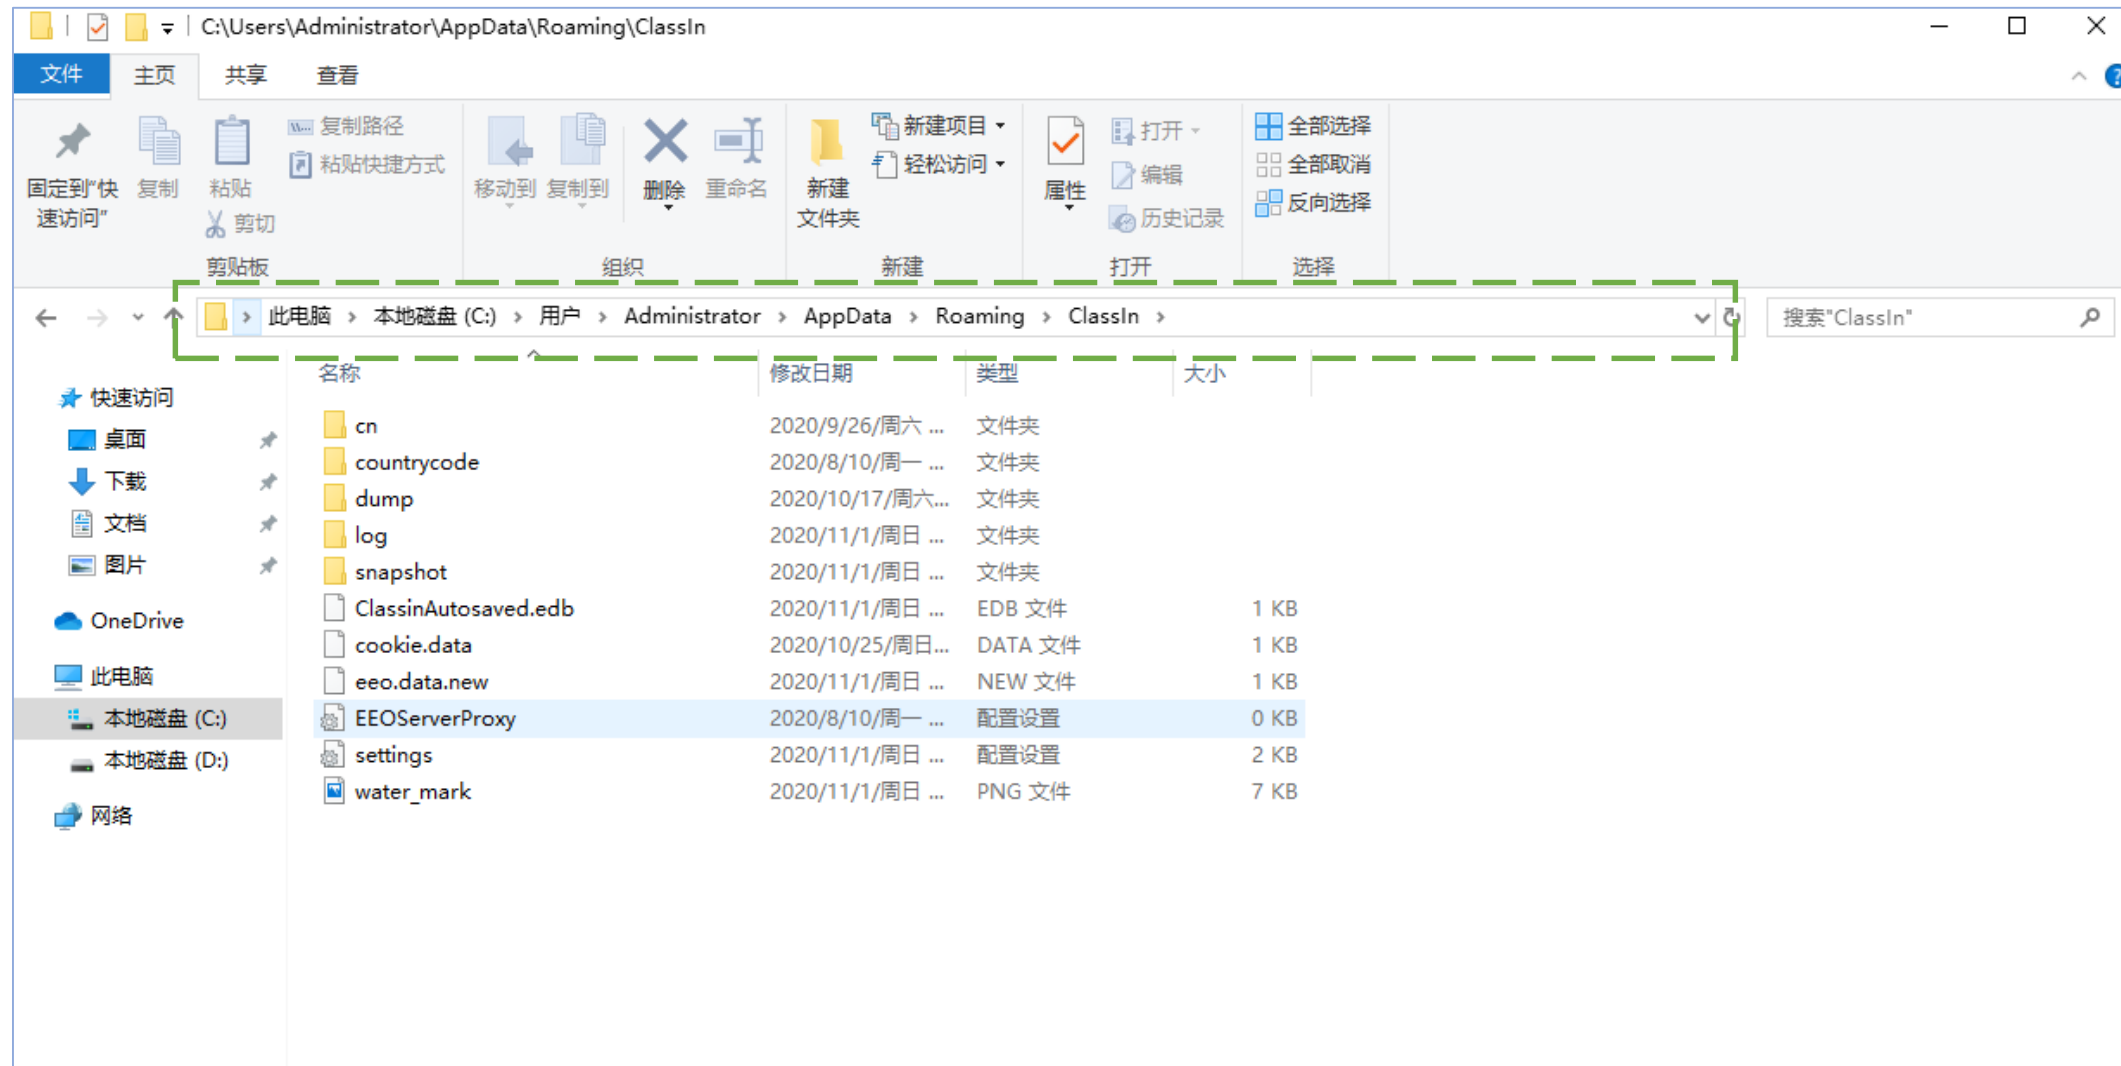 C:\Users\Administrator\AppData\Roaming\ClassIn
文件 主页 共享 查看
固定到“快速访问” 复制 粘贴 剪切 复制路径 粘贴快捷方式
移动到 复制到 删除 重命名
新建文件夹 新建项目 轻松访问
属性 打开 编辑 历史记录
全部选择 全部取消 反向选择
剪贴板 组织 新建 打开 选择
此电脑 本地磁盘 (C:) 用户 Administrator AppData Roaming ClassIn
搜索"ClassIn"
快速访问
桌面
下载
文档
图片
OneDrive
此电脑
本地磁盘 (C:)
本地磁盘 (D:)
网络
名称 修改日期 类型 大小
cn 2020/9/26/周六 ... 文件夹
countrycode 2020/8/10/周一 ... 文件夹
dump 2020/10/17/周六... 文件夹
log 2020/11/1/周日 ... 文件夹
snapshot 2020/11/1/周日 ... 文件夹
ClassinAutosaved.edb 2020/11/1/周日 ... EDB 文件 1 KB
cookie.data 2020/10/25/周日... DATA 文件 1 KB
eeo.data.new 2020/11/1/周日 ... NEW 文件 1 KB
EEOServerProxy 2020/8/10/周一 ... 配置设置 0 KB
settings 2020/11/1/周日 ... 配置设置 2 KB
water_mark 2020/11/1/周日 ... PNG 文件 7 KB